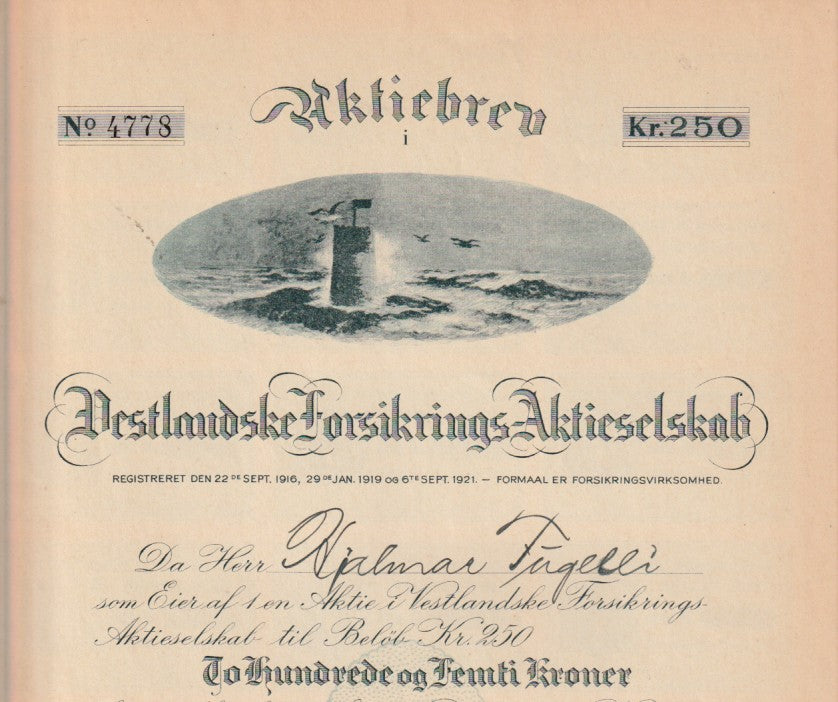 Aktiebrev
Nº 4778
Kr. 250
i
Vestlandske Forsikrings-Aktieselskab
REGISTRERET DEN 22DE SEPT. 1916, 29DE JAN. 1919 OG 6TE SEPT. 1921. — FORMAAL ER FORSIKRINGSVIRKSOMHED.
Da Herr Hjalmar Fugelli
som Eier af 1 en Aktie i Vestlandske Forsikrings-
Aktieselskab til Beløb Kr. 250
To Hundrede og Femti Kroner